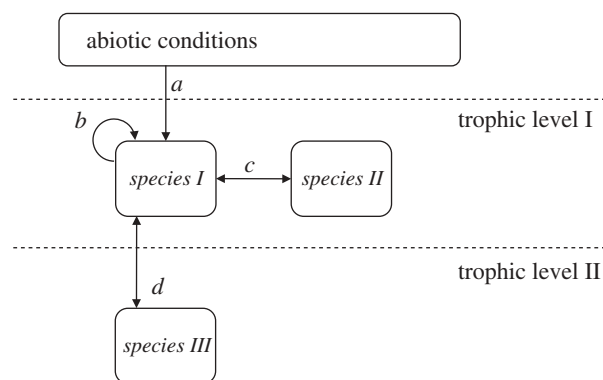 abiotic conditions
a
trophic level I
b
species I
c
species II
trophic level II
d
species III